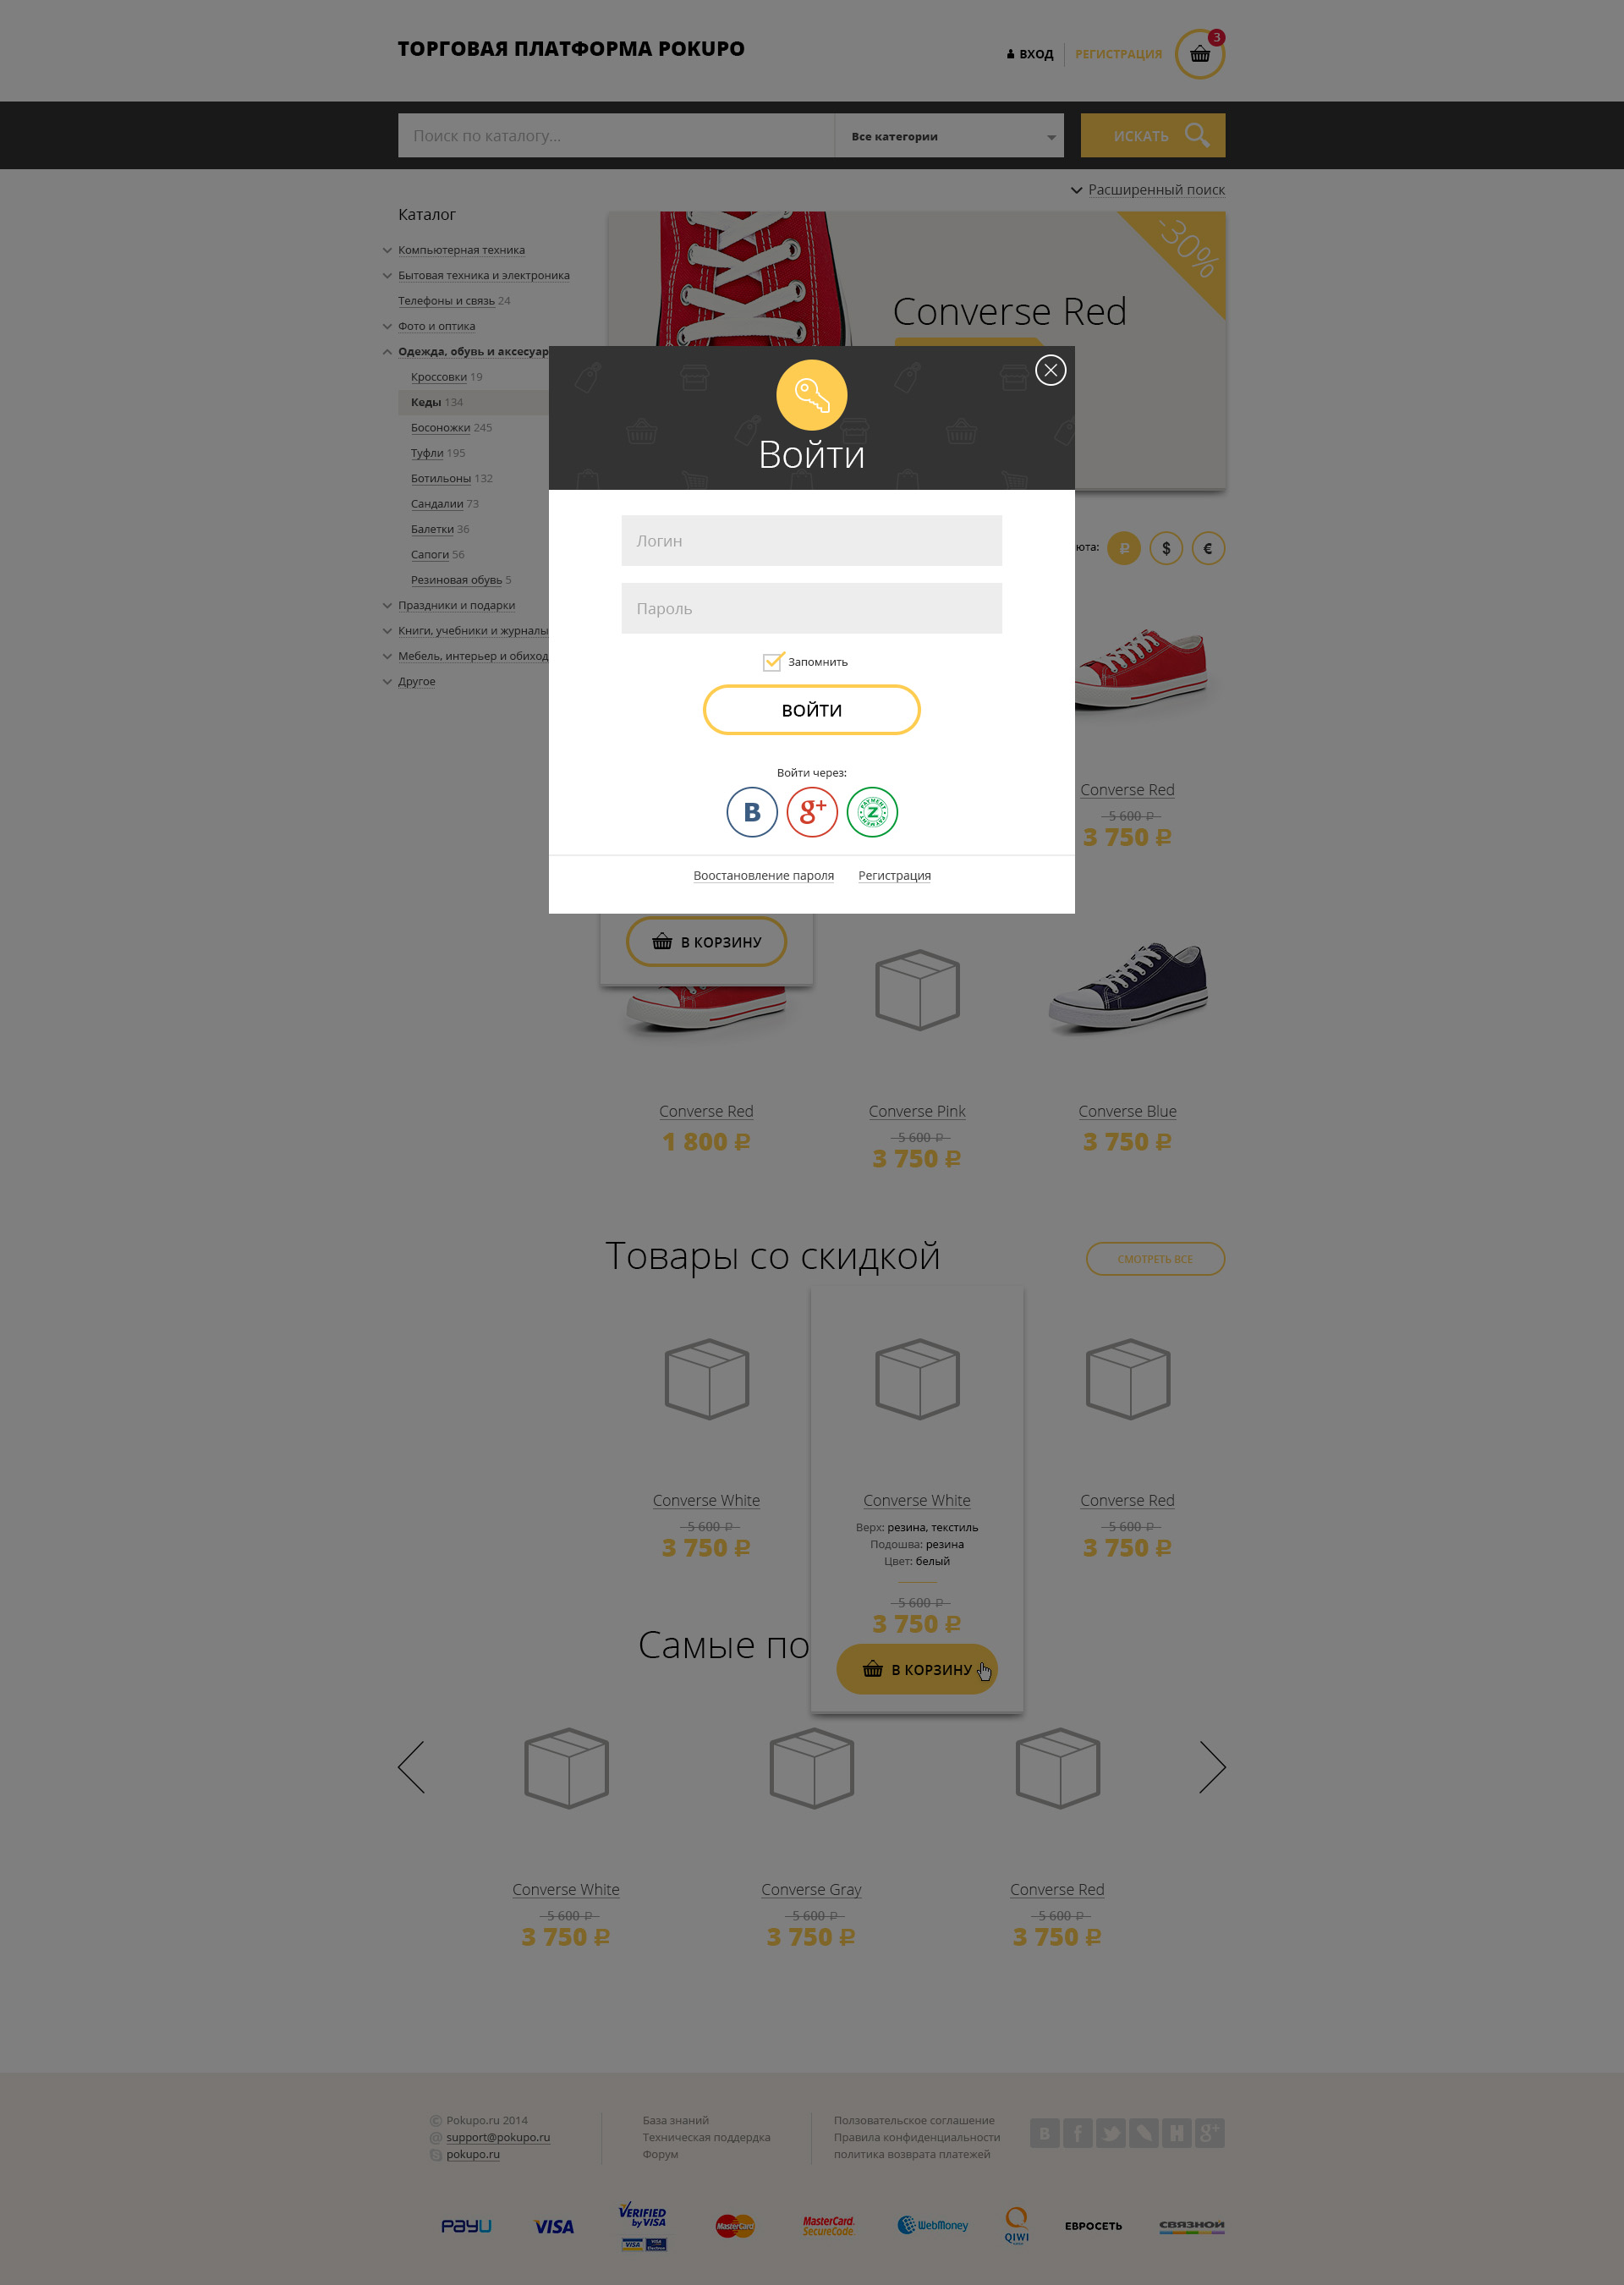 ТОРГОВАЯ ПЛАТФОРМА POKUPO
ВХОД
РЕГИСТРАЦИЯ
3
Поиск по каталогу...
Все категории
ИСКАТЬ
Расширенный поиск
Каталог
Компьютерная техника
Бытовая техника и электроника
Телефоны и связь 24
Фото и оптика
Одежда, обувь и аксесуар
Кроссовки 19
Кеды 134
Босоножки 245
Туфли 195
Ботильоны 132
Сандалии 73
Балетки 36
Сапоги 56
Резиновая обувь 5
Праздники и подарки
Книги, учебники и журналы
Мебель, интерьер и обиход
Другое
-30%
Converse Red
Войти
Логин
Пароль
Запомнить
ВОЙТИ
Войти через:
B
g+
PAYMENT
Z
PAYMENT
Воостановление пароля
Регистрация
юта:
₽
$
€
Converse Red
5 600 ₽
3 750 ₽
В КОРЗИНУ
Converse Red
1 800 ₽
Converse Pink
5 600 ₽
3 750 ₽
Converse Blue
3 750 ₽
Товары со скидкой
СМОТРЕТЬ ВСЕ
Converse White
5 600 ₽
3 750 ₽
Converse White
Верх: резина, текстиль
Подошва: резина
Цвет: белый
5 600 ₽
3 750 ₽
В КОРЗИНУ
Converse Red
5 600 ₽
3 750 ₽
Самые по
Converse White
5 600 ₽
3 750 ₽
Converse Gray
5 600 ₽
3 750 ₽
Converse Red
5 600 ₽
3 750 ₽
© Pokupo.ru 2014
@ support@pokupo.ru
pokupo.ru
База знаний
Техническая поддердка
Форум
Ползовательское соглашение
Правила конфиденциальности
политика возврата платежей
B
f
g+
PayU
VISA
VERIFIED
by VISA
VISA
VISA
MasterCard
MasterCard.
SecureCode.
WebMoney
QIWI
ЕВРОСЕТЬ
СВЯЗНОЙ